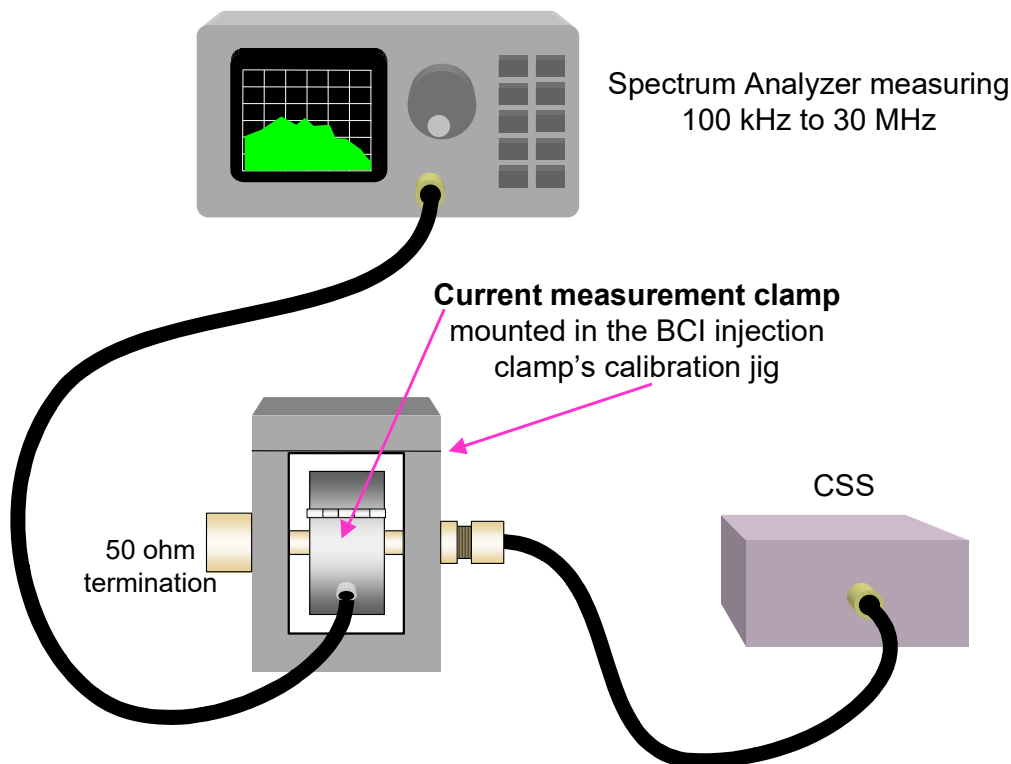 Spectrum Analyzer measuring
100 kHz to 30 MHz
Current measurement clamp
mounted in the BCI injection
clamp’s calibration jig
CSS
50 ohm
termination